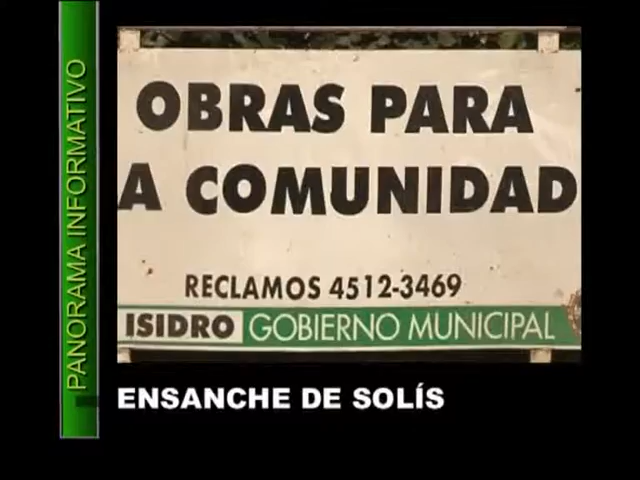 PANORAMA INFORMATIVO
OBRAS PARA
A COMUNIDAD
RECLAMOS 4512-3469
ISIDRO GOBIERNO MUNICIPAL
ENSANCHE DE SOLÍS